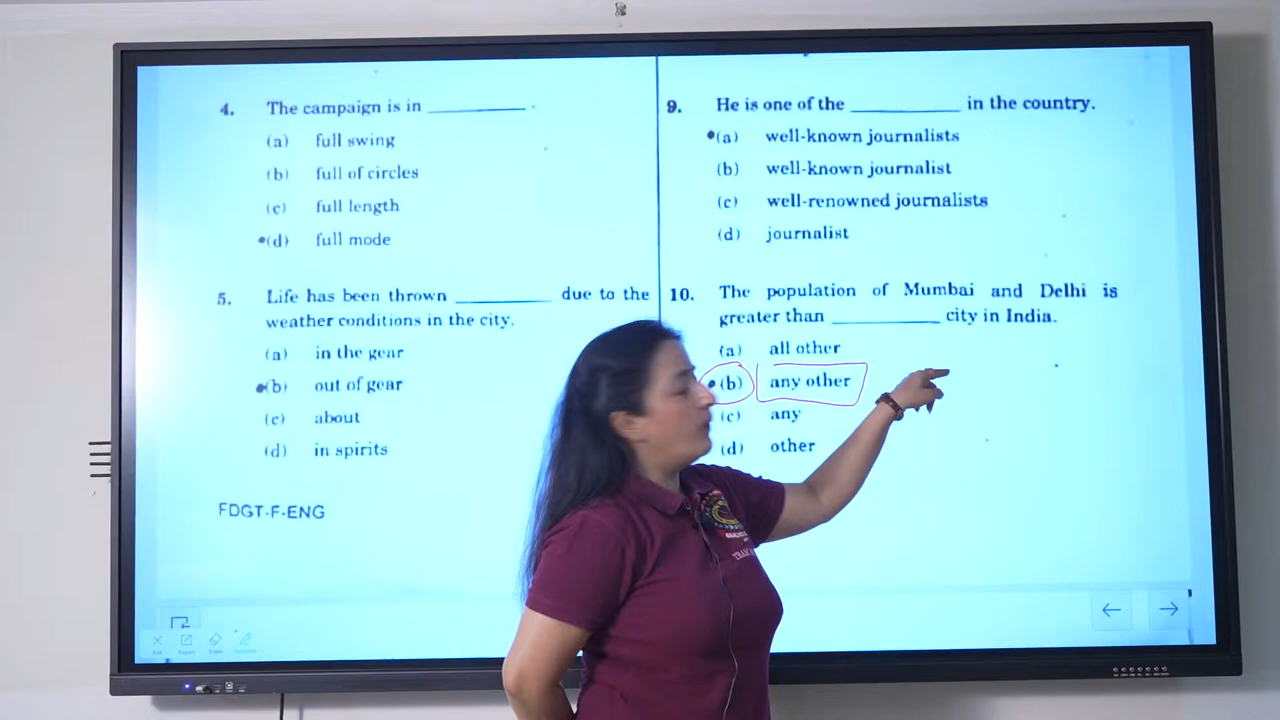 4. The campaign is in __________ .
(a) full swing
(b) full of circles
(c) full length
•(d) full mode
5. Life has been thrown __________ due to the
weather conditions in the city.
(a) in the gear
•(b) out of gear
(c) about
(d) in spirits
FDGT-F-ENG
9. He is one of the __________ in the country.
•(a) well-known journalists
(b) well-known journalist
(c) well-renowned journalists
(d) journalist
10. The population of Mumbai and Delhi is
greater than __________ city in India.
(a) all other
•(b) any other
(c) any
(d) other